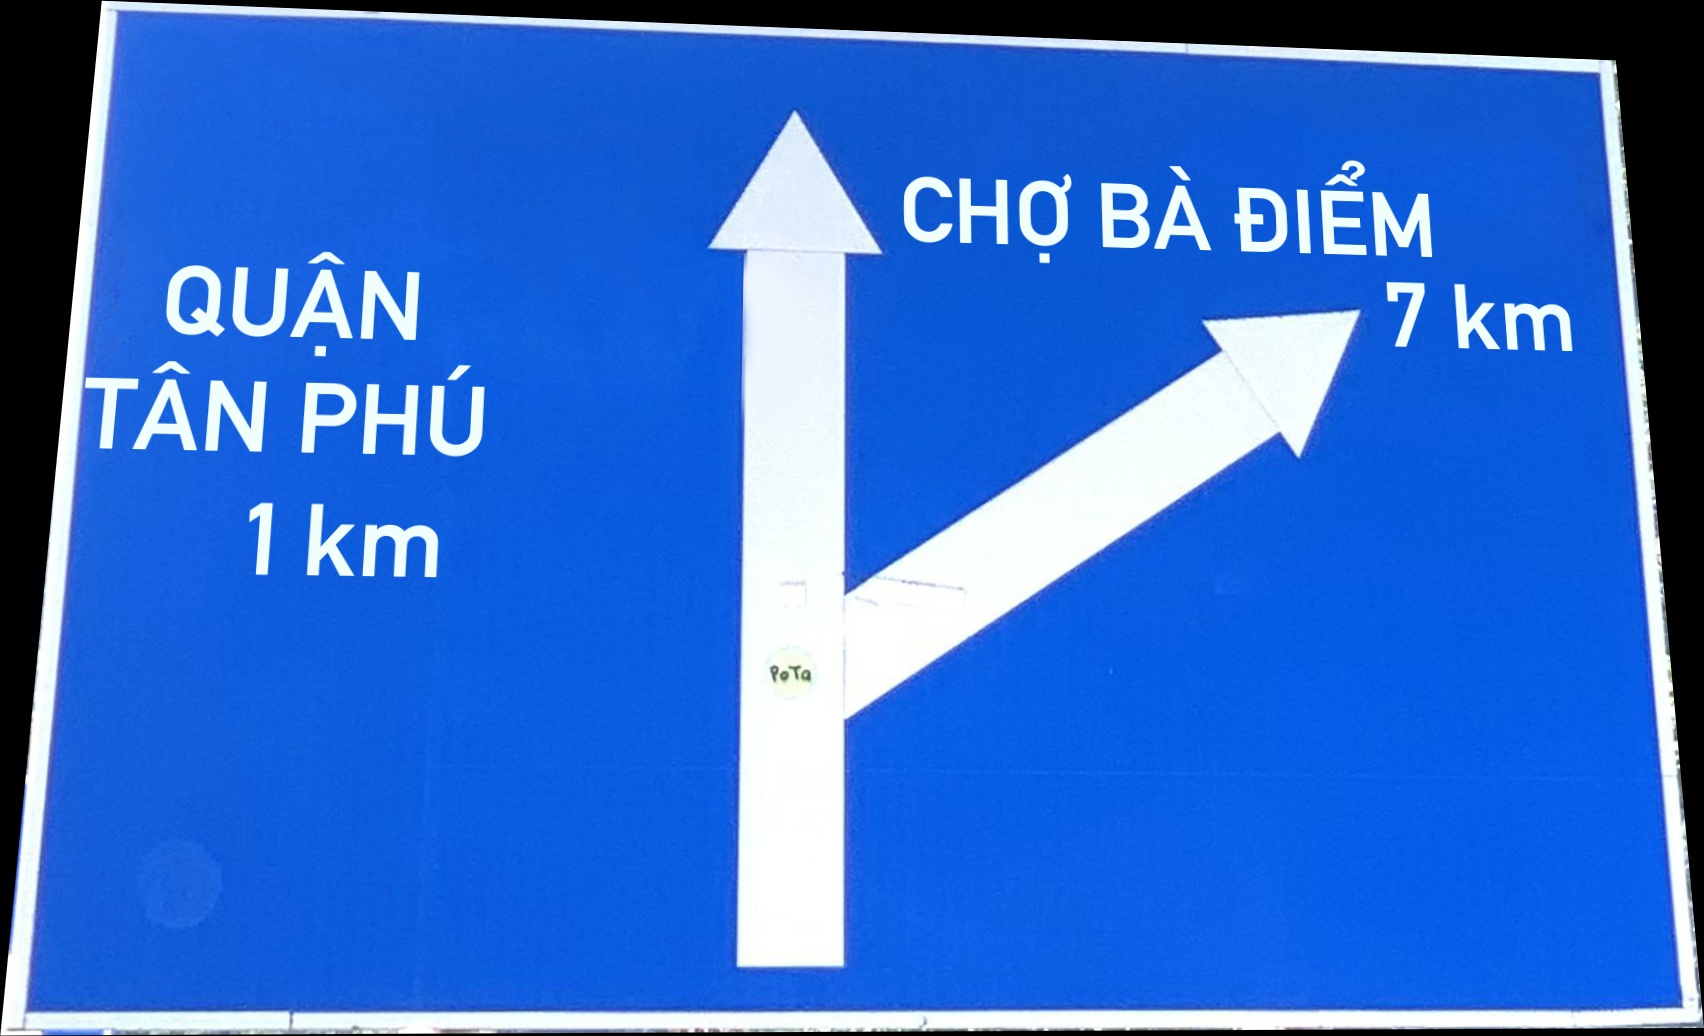 QUẬN
TÂN PHÚ
1 km
CHỢ BÀ ĐIỂM
7 km
PoTa